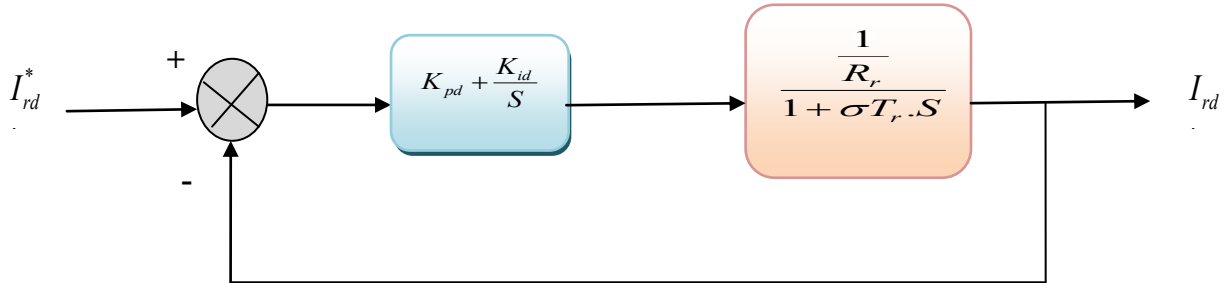 +
I*rd
Kpd + Kid/S
1/Rr / 1 + σTr.S
Ird
-